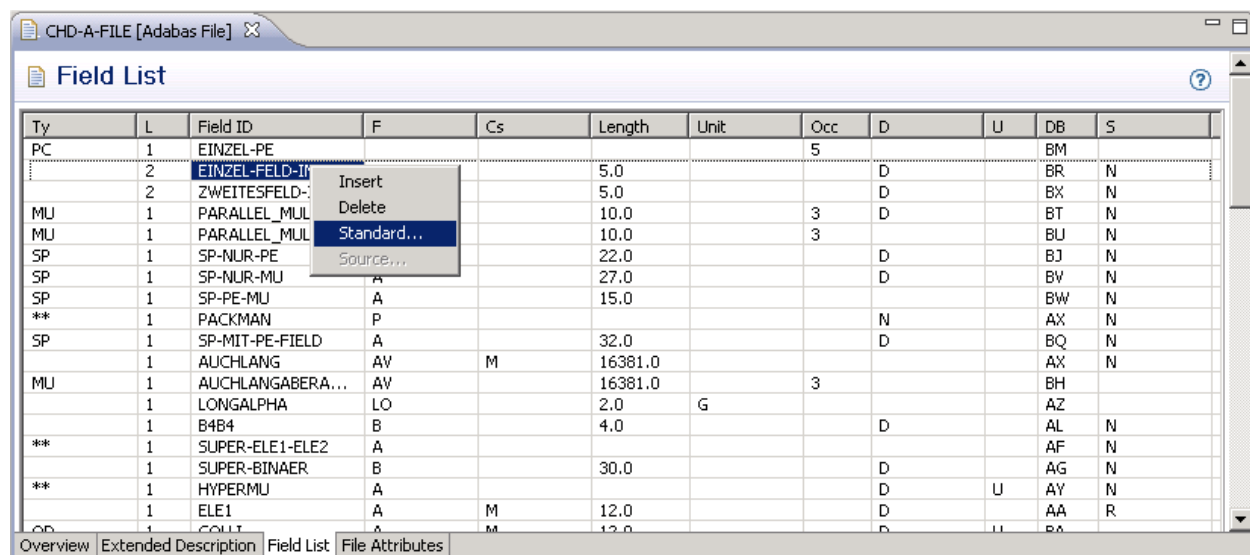 CHD-A-FILE [Adabas File]
Field List
Ty L Field ID F Cs Length Unit Occ D U DB S
PC 1 EINZEL-PE 5 BM
2 EINZEL-FELD-I 5.0 D BR N
2 ZWEITESFELD- 5.0 D BX N
MU 1 PARALLEL_MUL 10.0 3 D BT N
MU 1 PARALLEL_MUL 10.0 3 BU N
SP 1 SP-NUR-PE 22.0 D BJ N
SP 1 SP-NUR-MU A 27.0 D BV N
SP 1 SP-PE-MU A 15.0 BW N
** 1 PACKMAN P N AX N
SP 1 SP-MIT-PE-FIELD A 32.0 D BQ N
1 AUCHLANG AV M 16381.0 AX N
MU 1 AUCHLANGABERA... AV 16381.0 3 BH
1 LONGALPHA LO 2.0 G AZ
1 B4B4 B 4.0 D AL N
** 1 SUPER-ELE1-ELE2 A AF N
1 SUPER-BINAER B 30.0 D AG N
** 1 HYPERMU A D U AY N
1 ELE1 A M 12.0 D AA R
Insert
Delete
Standard...
Source...
Overview Extended Description Field List File Attributes